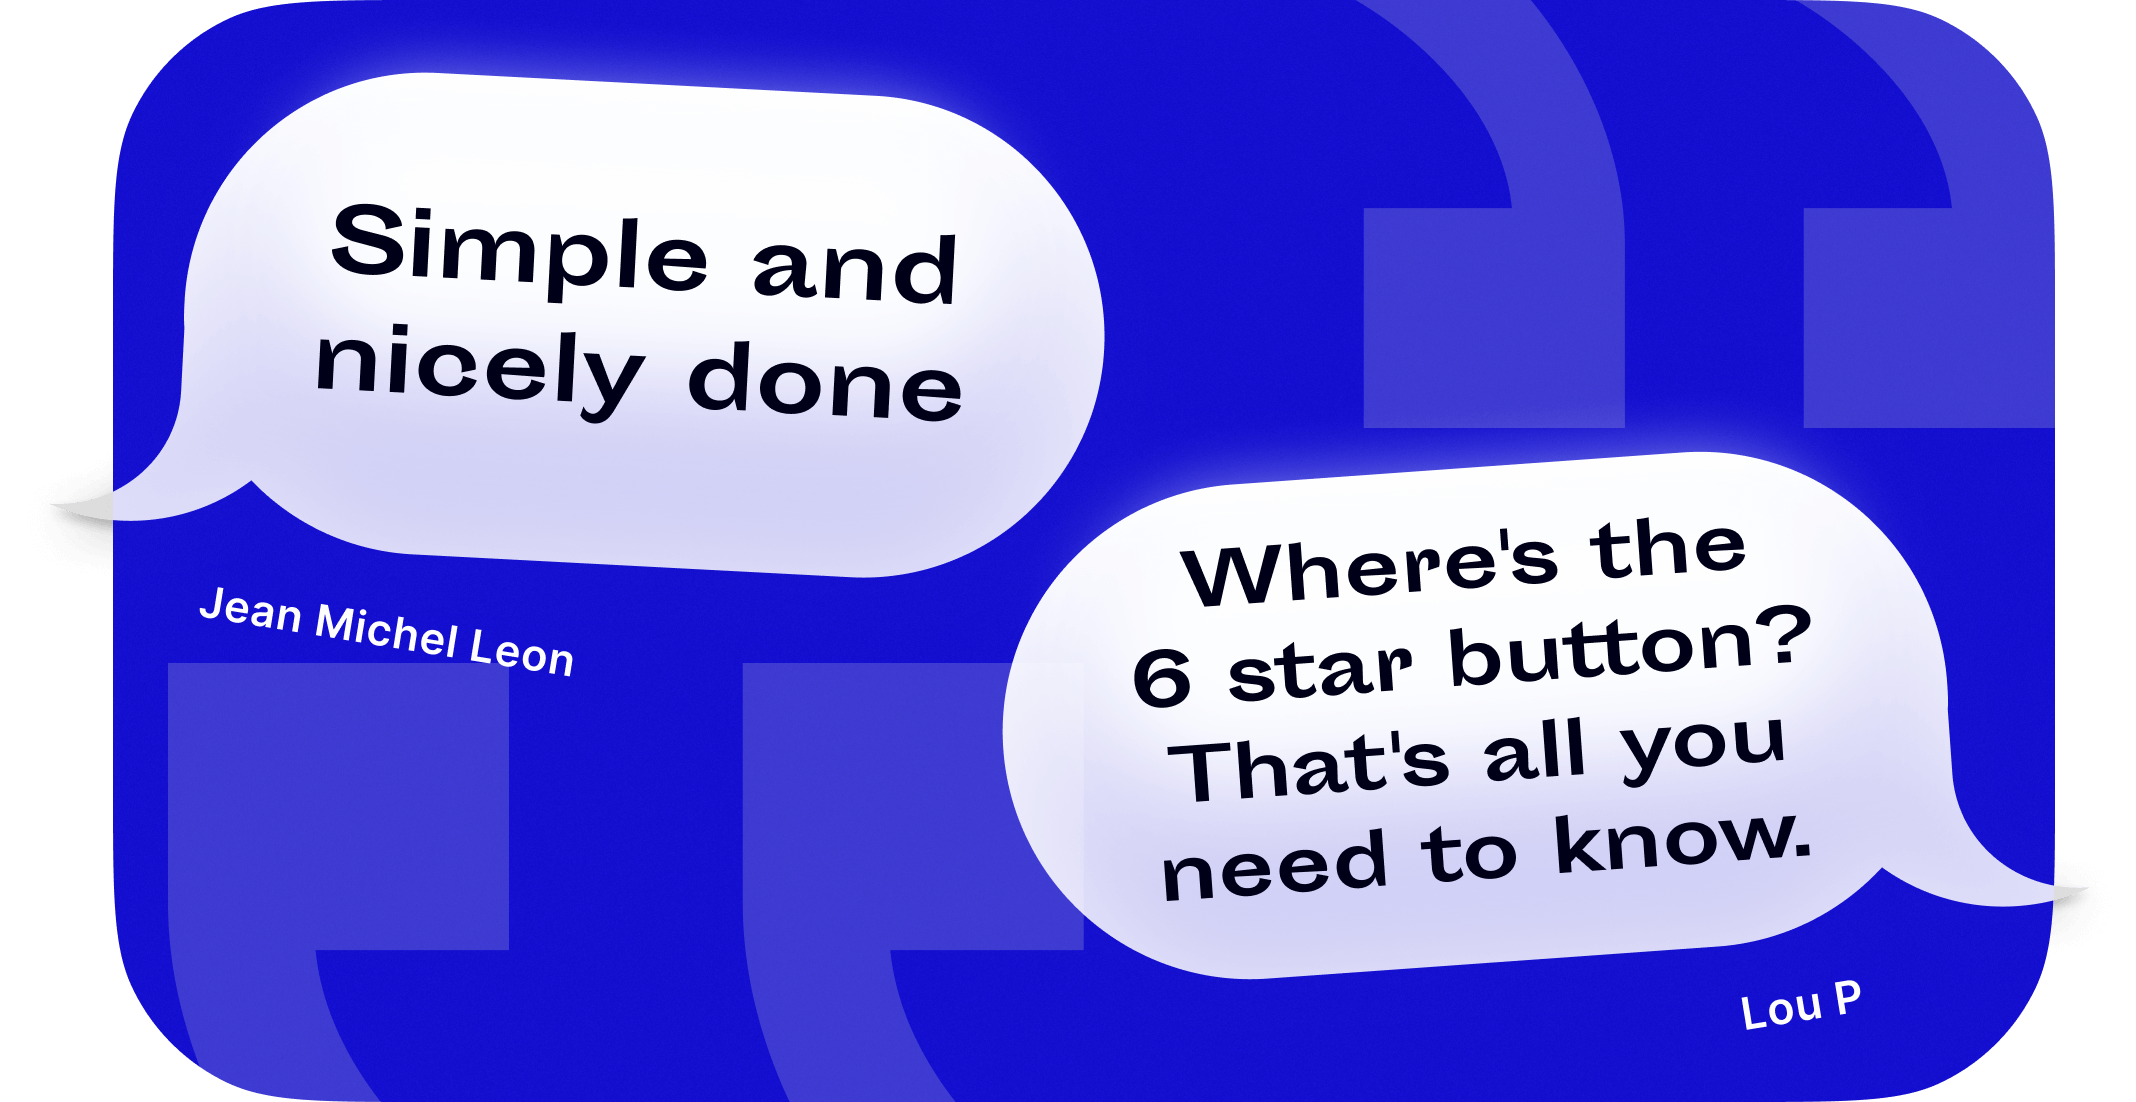 Simple and
nicely done
Jean Michel Leon
Where's the
6 star button?
That's all you
need to know.
Lou P